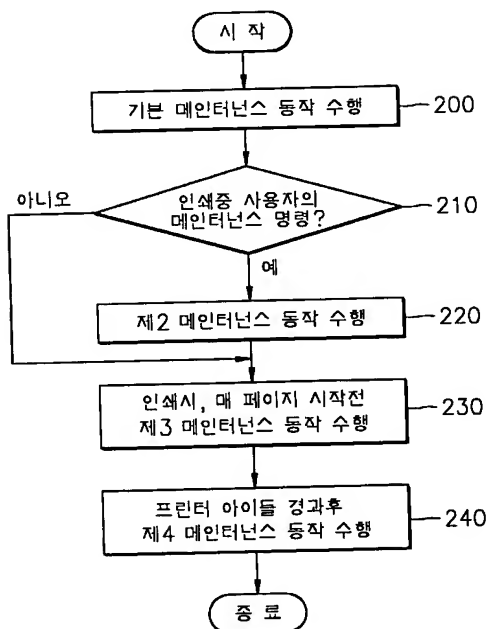 시 작
기본 메인터넌스 동작 수행
200
인쇄중 사용자의
메인터넌스 명령?
210
아니오
예
제2 메인터넌스 동작 수행
220
인쇄시, 매 페이지 시작전
제3 메인터넌스 동작 수행
230
프린터 아이들 경과후
제4 메인터넌스 동작 수행
240
종 료